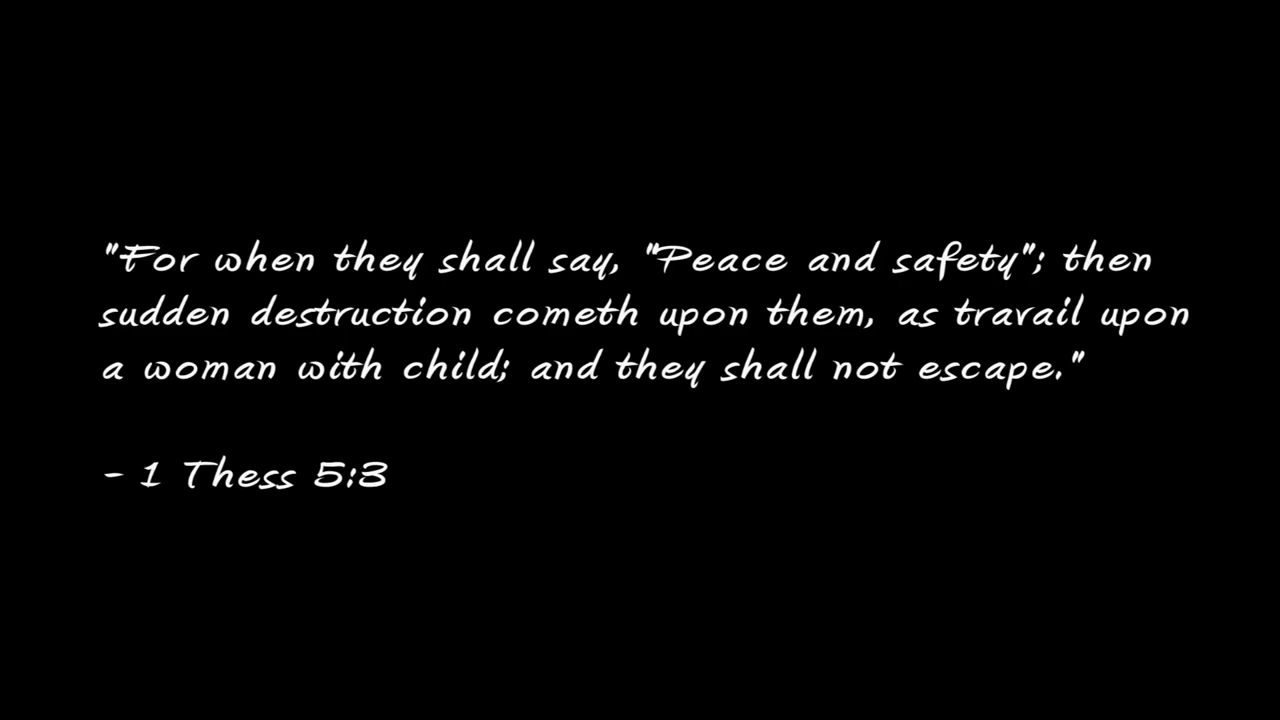 "For when they shall say, "Peace and safety"; then
sudden destruction cometh upon them, as travail upon
a woman with child; and they shall not escape."
- 1 Thess 5:3